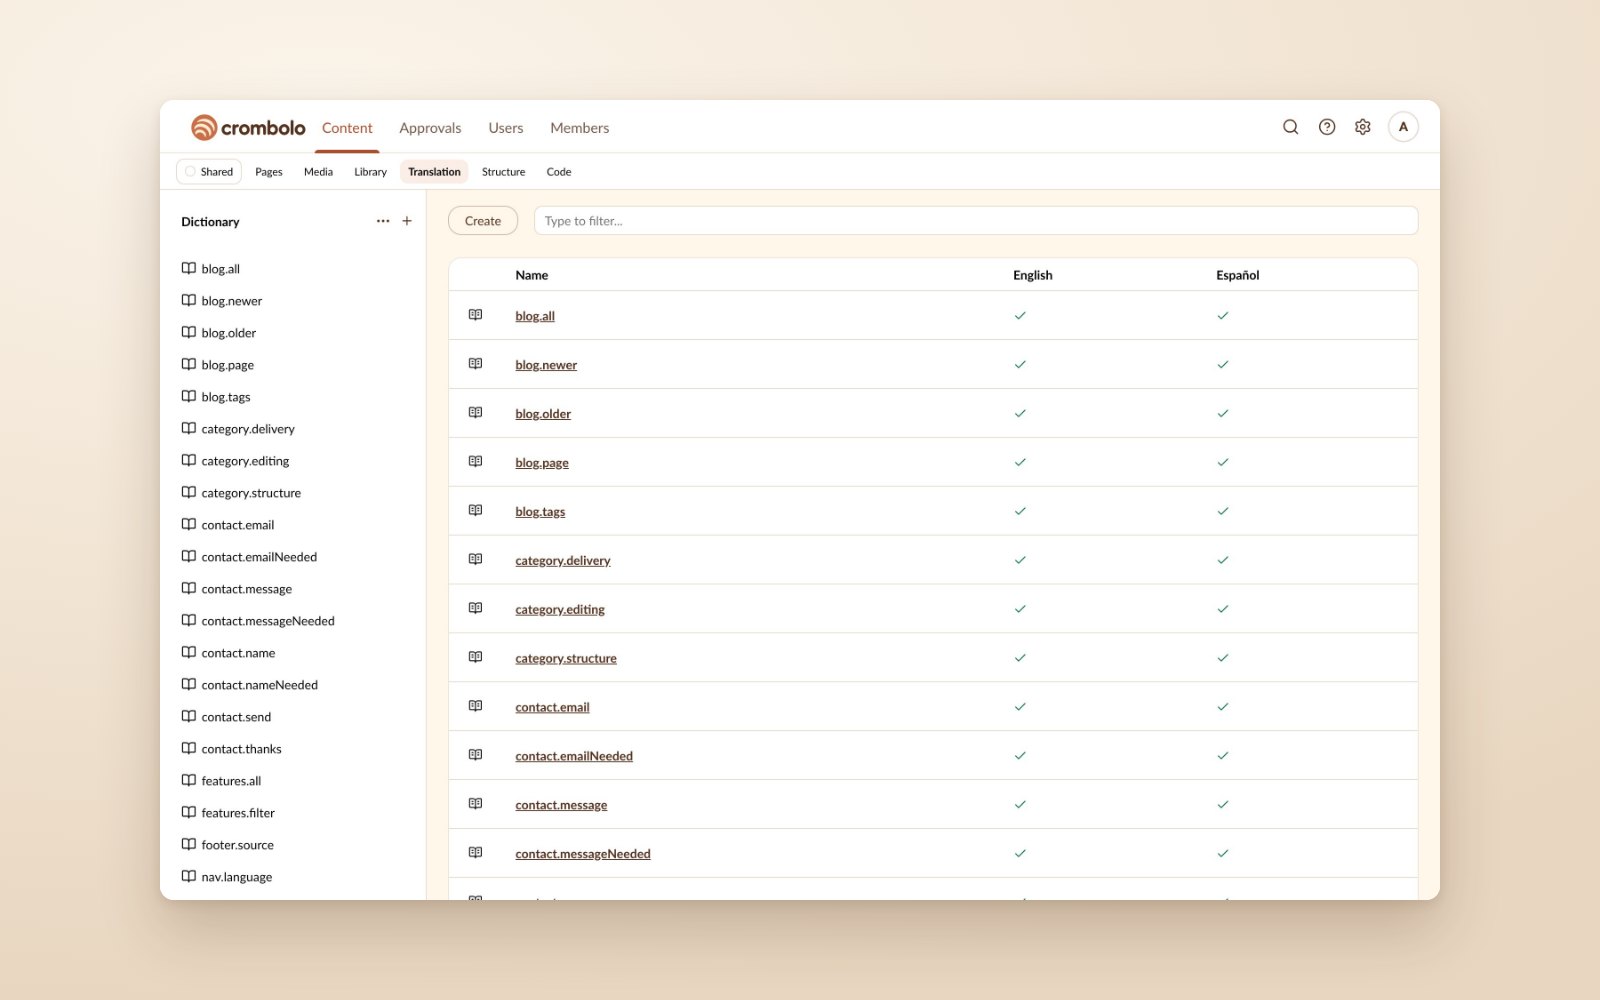 crombolo
Content
Approvals
Users
Members
A
Shared
Pages
Media
Library
Translation
Structure
Code
Dictionary
blog.all
blog.newer
blog.older
blog.page
blog.tags
category.delivery
category.editing
category.structure
contact.email
contact.emailNeeded
contact.message
contact.messageNeeded
contact.name
contact.nameNeeded
contact.send
contact.thanks
features.all
features.filter
footer.source
nav.language
Create
Type to filter...
Name English Español
blog.all
blog.newer
blog.older
blog.page
blog.tags
category.delivery
category.editing
category.structure
contact.email
contact.emailNeeded
contact.message
contact.messageNeeded